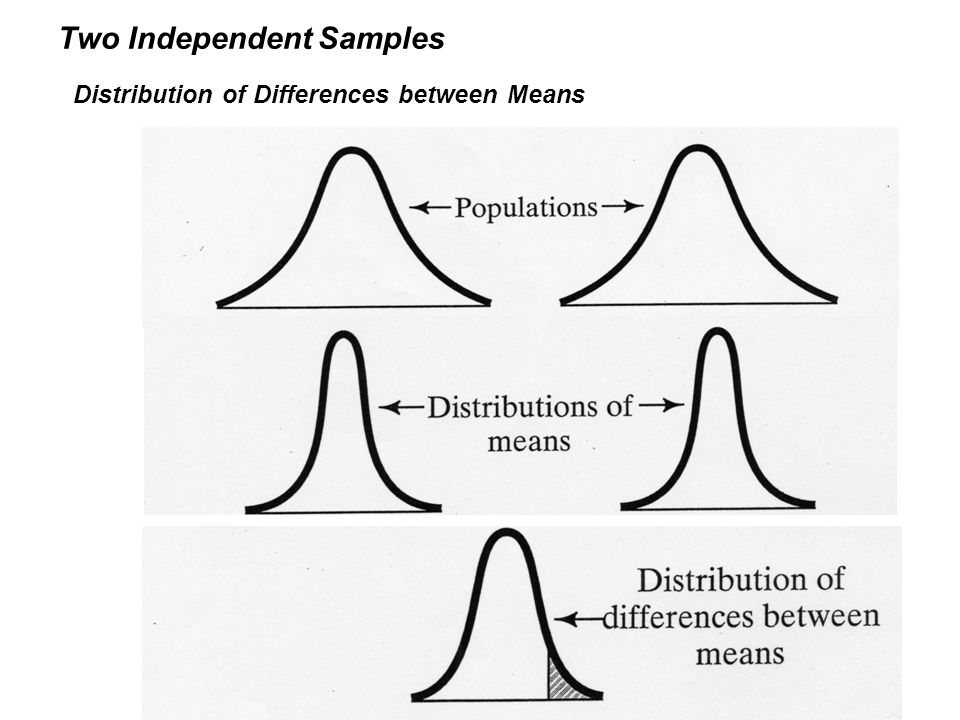 Two Independent Samples
Distribution of Differences between Means
Populations
Distributions of
means
Distribution of
differences between
means